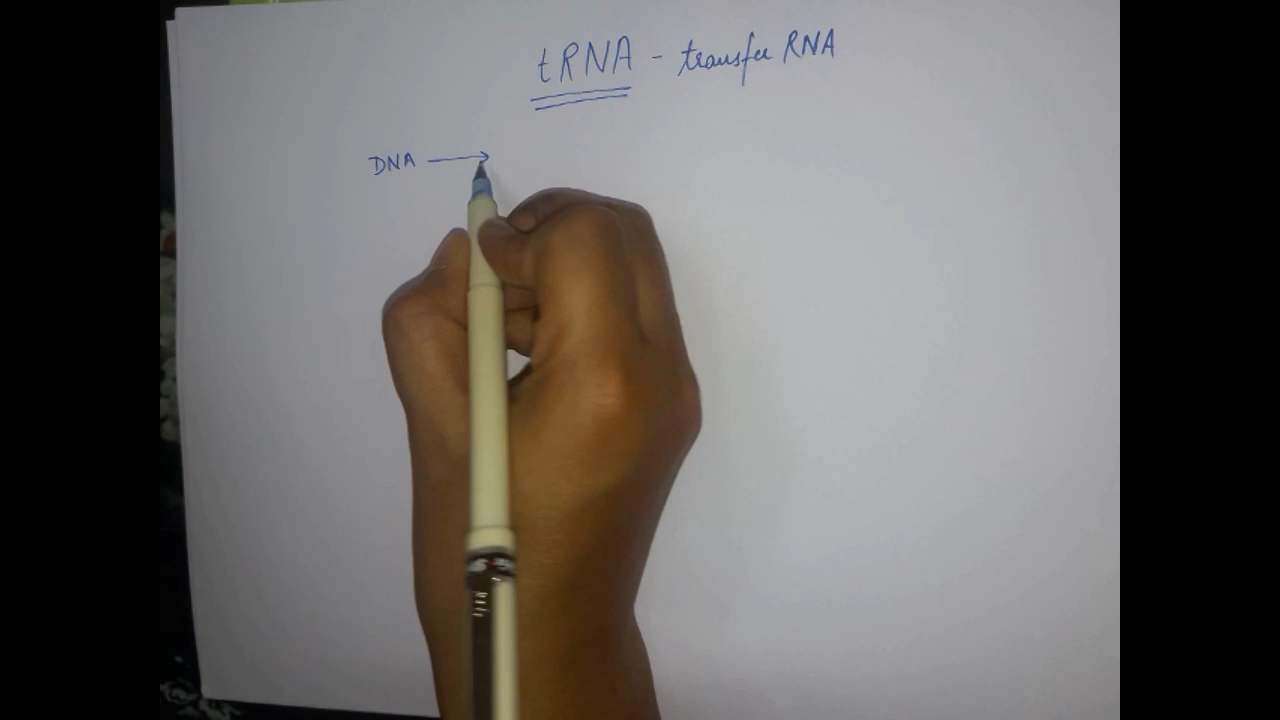 tRNA - transfer RNA
DNA →